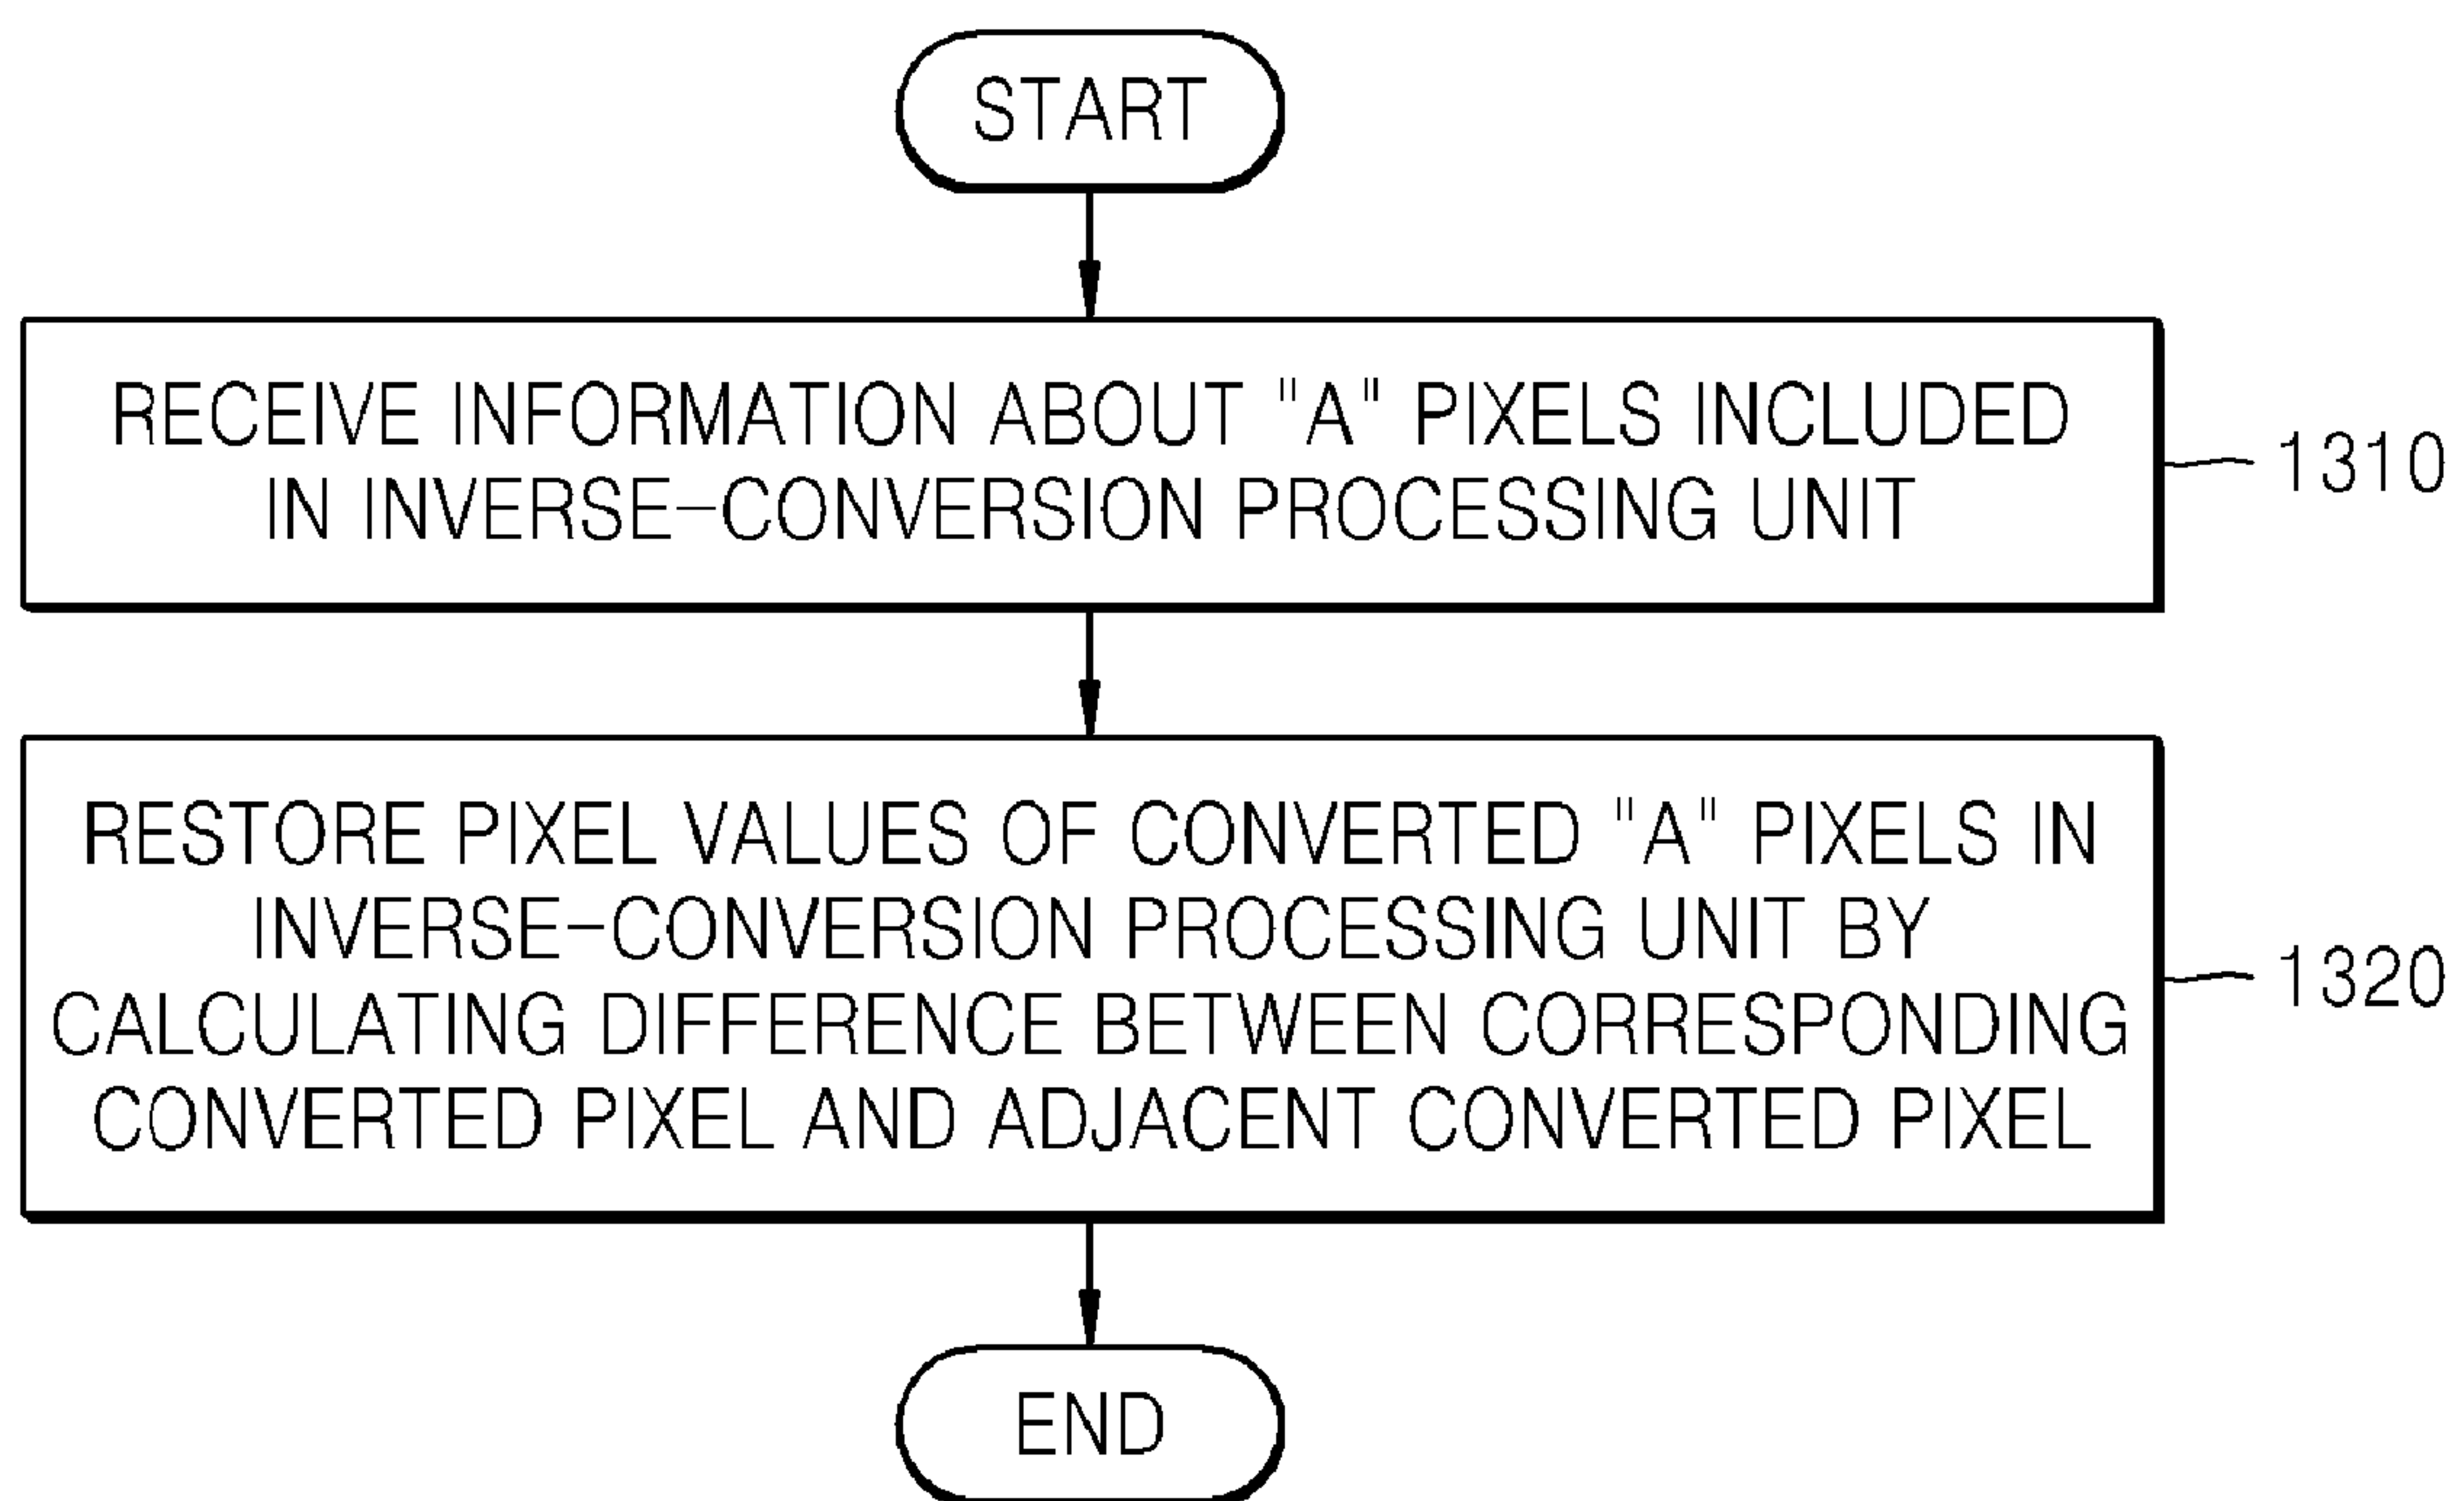 START
RECEIVE INFORMATION ABOUT "A" PIXELS INCLUDED
IN INVERSE-CONVERSION PROCESSING UNIT
1310
RESTORE PIXEL VALUES OF CONVERTED "A" PIXELS IN
INVERSE-CONVERSION PROCESSING UNIT BY
CALCULATING DIFFERENCE BETWEEN CORRESPONDING
CONVERTED PIXEL AND ADJACENT CONVERTED PIXEL
1320
END